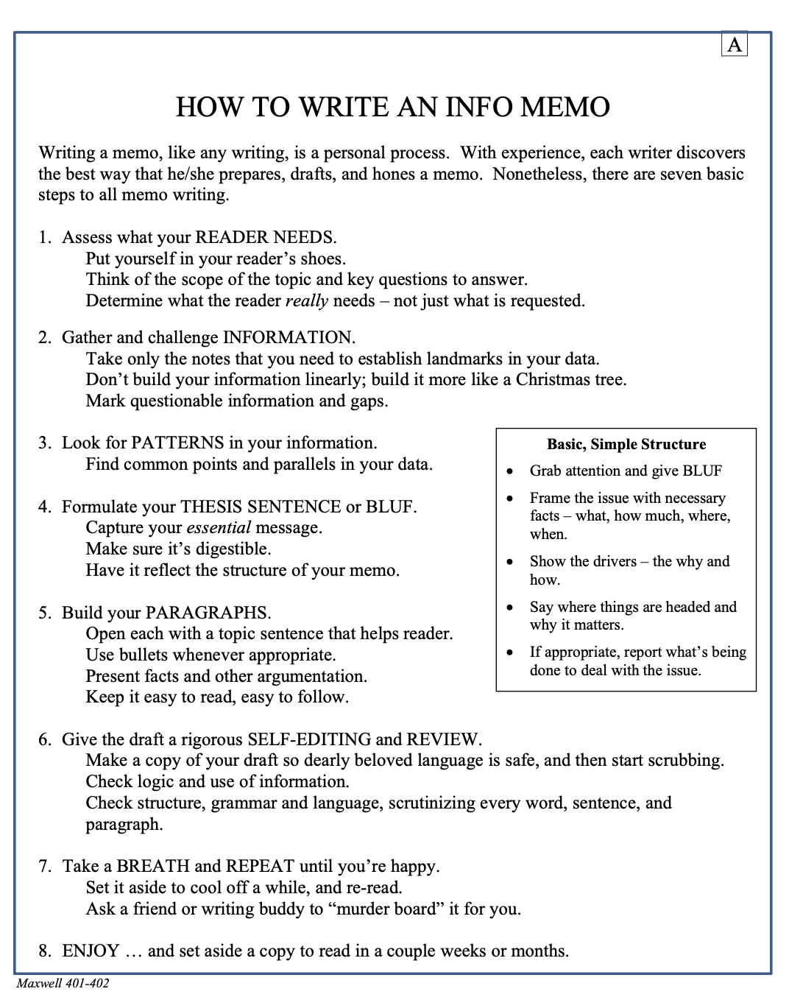 A
HOW TO WRITE AN INFO MEMO
Writing a memo, like any writing, is a personal process.  With experience, each writer discovers
the best way that he/she prepares, drafts, and hones a memo.  Nonetheless, there are seven basic
steps to all memo writing.
1.  Assess what your READER NEEDS.
Put yourself in your reader’s shoes.
Think of the scope of the topic and key questions to answer.
Determine what the reader really needs – not just what is requested.
2.  Gather and challenge INFORMATION.
Take only the notes that you need to establish landmarks in your data.
Don’t build your information linearly; build it more like a Christmas tree.
Mark questionable information and gaps.
3.  Look for PATTERNS in your information.
Find common points and parallels in your data.
4.  Formulate your THESIS SENTENCE or BLUF.
Capture your essential message.
Make sure it’s digestible.
Have it reflect the structure of your memo.
5.  Build your PARAGRAPHS.
Open each with a topic sentence that helps reader.
Use bullets whenever appropriate.
Present facts and other argumentation.
Keep it easy to read, easy to follow.
Basic, Simple Structure
• Grab attention and give BLUF
• Frame the issue with necessary
facts – what, how much, where,
when.
• Show the drivers – the why and
how.
• Say where things are headed and
why it matters.
• If appropriate, report what’s being
done to deal with the issue.
6.  Give the draft a rigorous SELF-EDITING and REVIEW.
Make a copy of your draft so dearly beloved language is safe, and then start scrubbing.
Check logic and use of information.
Check structure, grammar and language, scrutinizing every word, sentence, and
paragraph.
7.  Take a BREATH and REPEAT until you’re happy.
Set it aside to cool off a while, and re-read.
Ask a friend or writing buddy to “murder board” it for you.
8.  ENJOY … and set aside a copy to read in a couple weeks or months.
Maxwell 401-402